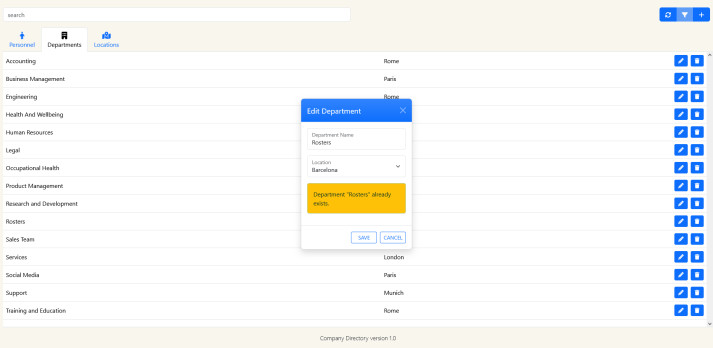 search
Personnel
Departments
Locations
Accounting Rome
Business Management Paris
Engineering Rome
Health And Wellbeing
Human Resources
Legal
Occupational Health
Product Management
Research and Development
Rosters
Sales Team
Services London
Social Media Paris
Support Munich
Training and Education Rome
Edit Department
Department Name
Rosters
Location
Barcelona
Department "Rosters" already
exists.
SAVE CANCEL
Company Directory version 1.0